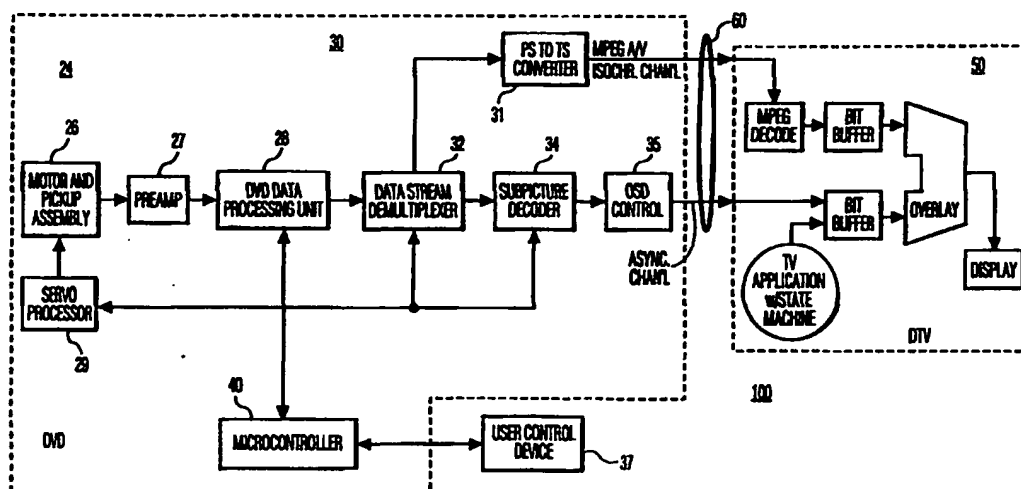 60
30
PS TO TS
CONVERTER
MPEG A/V
ISOCHR. CHAN'L
31
24
50
26
27
28
32
34
35
MPEG
DECODE
BIT
BUFFER
MOTOR AND
PICKUP
ASSEMBLY
PREAMP
DVD DATA
PROCESSING UNIT
DATA STREAM
DEMULTIPLEXER
SUBPICTURE
DECODER
OSD
CONTROL
BIT
BUFFER
OVERLAY
ASYNC.
CHAN'L
TV
APPLICATION
W/STATE
MACHINE
DISPLAY
SERVO
PROCESSOR
29
DTV
100
40
DVD
MICROCONTROLLER
USER CONTROL
DEVICE
37